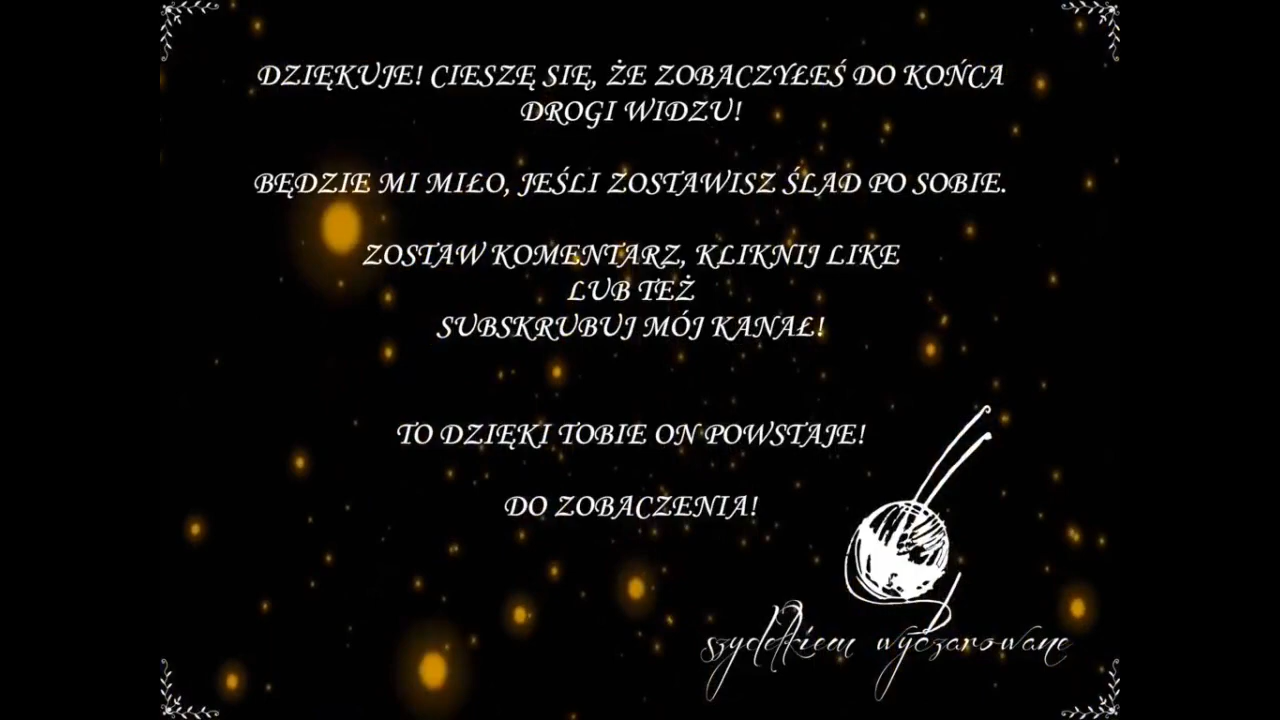 DZIĘKUJE! CIESZĘ SIĘ, ŻE ZOBACZYŁEŚ DO KOŃCA
DROGI WIDZU!
BĘDZIE MI MIŁO, JEŚLI ZOSTAWISZ ŚLAD PO SOBIE.
ZOSTAW KOMENTARZ, KLIKNIJ LIKE
LUB TEŻ
SUBSKRUBUJ MÓJ KANAŁ!
TO DZIĘKI TOBIE ON POWSTAJE!
DO ZOBACZENIA!
szydełkiem wyczarowane